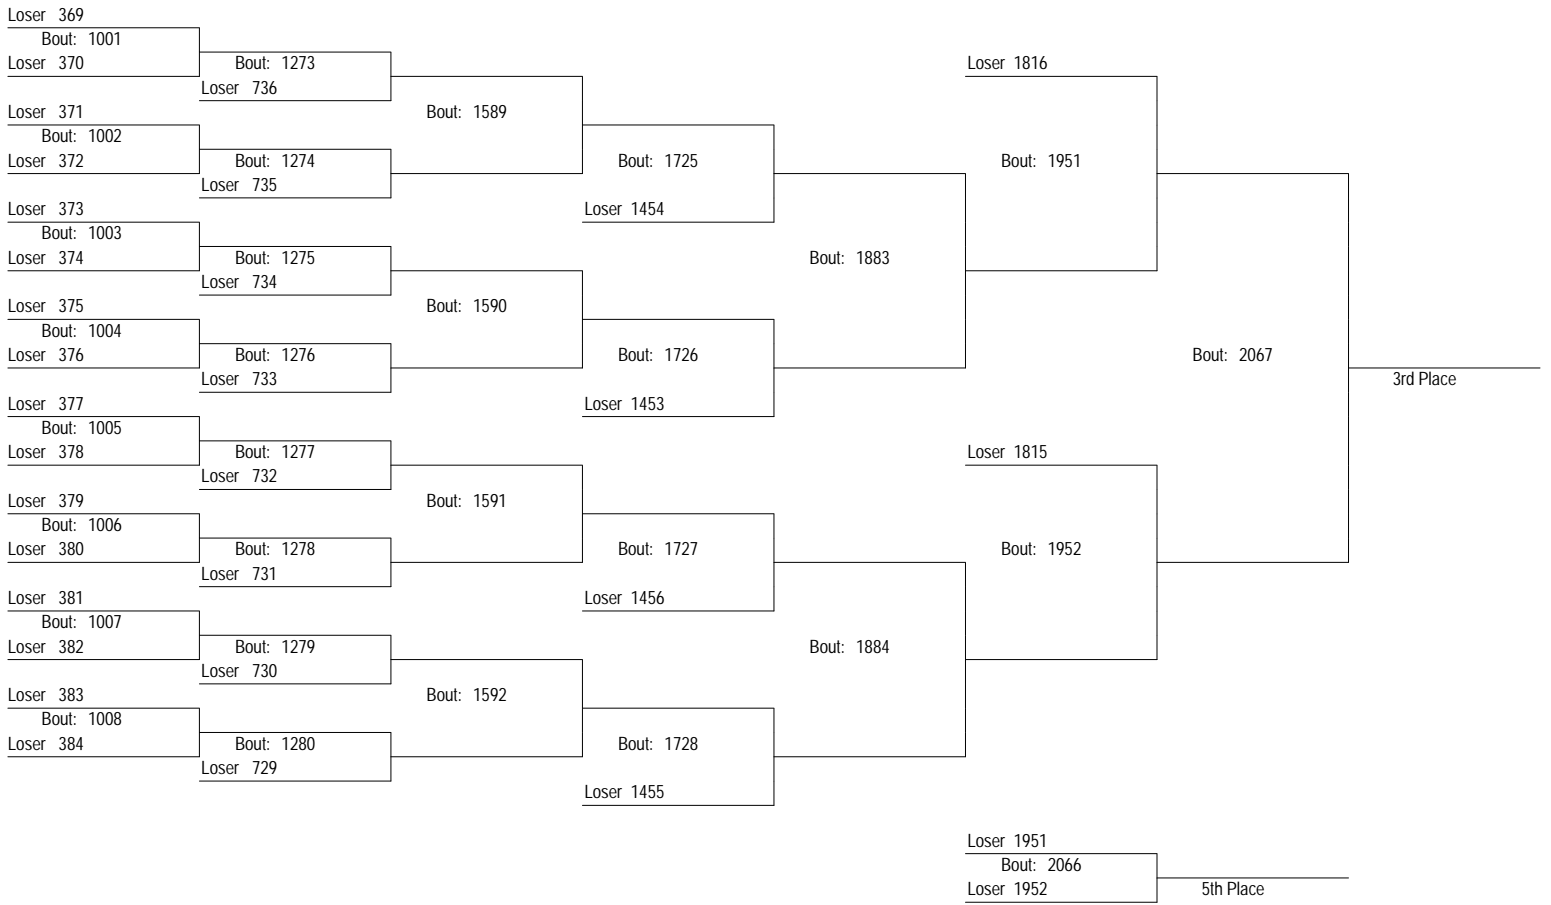 Loser 369
Bout: 1001
Loser 370
Bout: 1273
Loser 1816
Loser 736
Loser 371
Bout: 1589
Bout: 1002
Loser 372
Bout: 1274
Bout: 1725
Bout: 1951
Loser 735
Loser 373
Loser 1454
Bout: 1003
Loser 374
Bout: 1275
Bout: 1883
Loser 734
Loser 375
Bout: 1590
Bout: 1004
Loser 376
Bout: 1276
Bout: 1726
Bout: 2067
Loser 733
3rd Place
Loser 377
Loser 1453
Bout: 1005
Loser 378
Bout: 1277
Loser 1815
Loser 732
Loser 379
Bout: 1591
Bout: 1006
Loser 380
Bout: 1278
Bout: 1727
Bout: 1952
Loser 731
Loser 381
Loser 1456
Bout: 1007
Loser 382
Bout: 1279
Bout: 1884
Loser 730
Loser 383
Bout: 1592
Bout: 1008
Loser 384
Bout: 1280
Bout: 1728
Loser 729
Loser 1455
Loser 1951
Bout: 2066
Loser 1952
5th Place